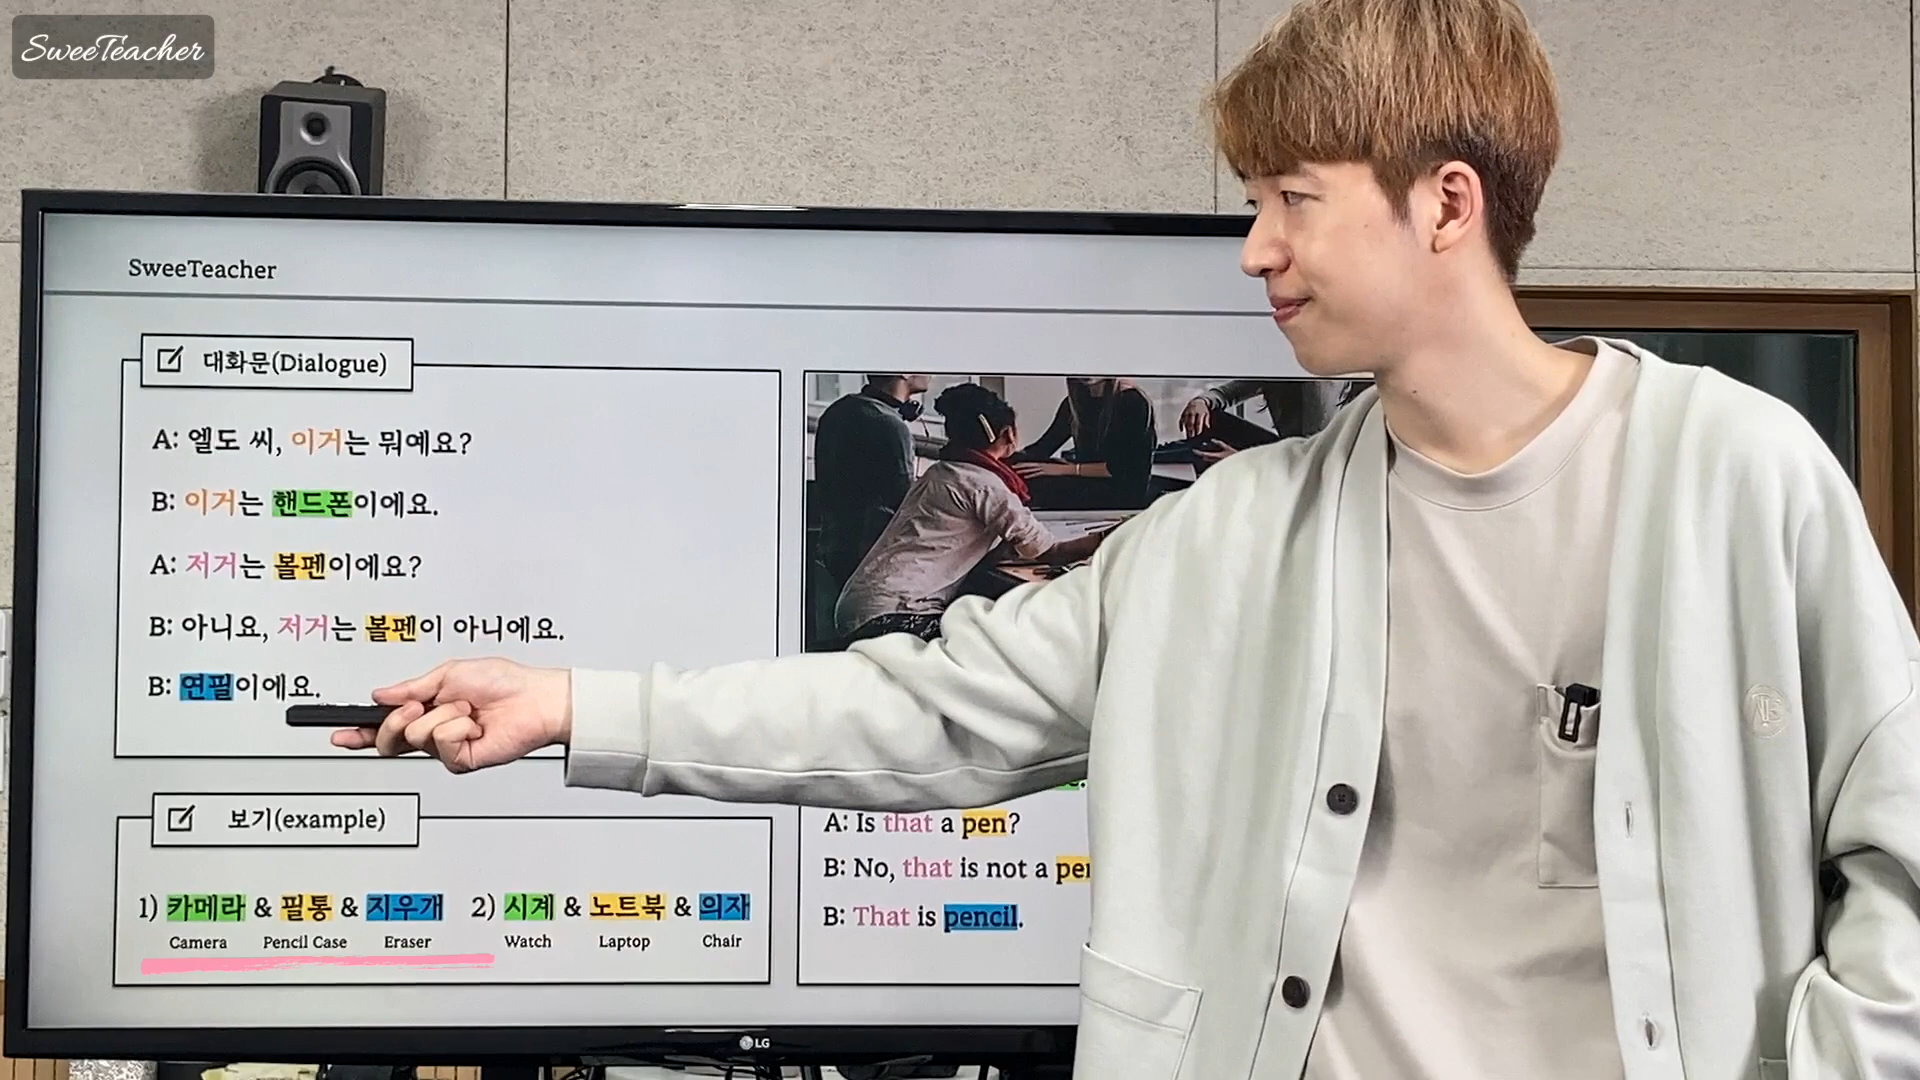 SweeTeacher
SweeTeacher
대화문(Dialogue)
A: 엘도 씨, 이거는 뭐예요?
B: 이거는 핸드폰이에요.
A: 저거는 볼펜이에요?
B: 아니요, 저거는 볼펜이 아니에요.
B: 연필이에요.
보기(example)
1) 카메라 & 필통 & 지우개 2) 시계 & 노트북 & 의자
Camera Pencil Case Eraser Watch Laptop Chair
A: Is that a pen?
B: No, that is not a
B: That is pencil.
LG